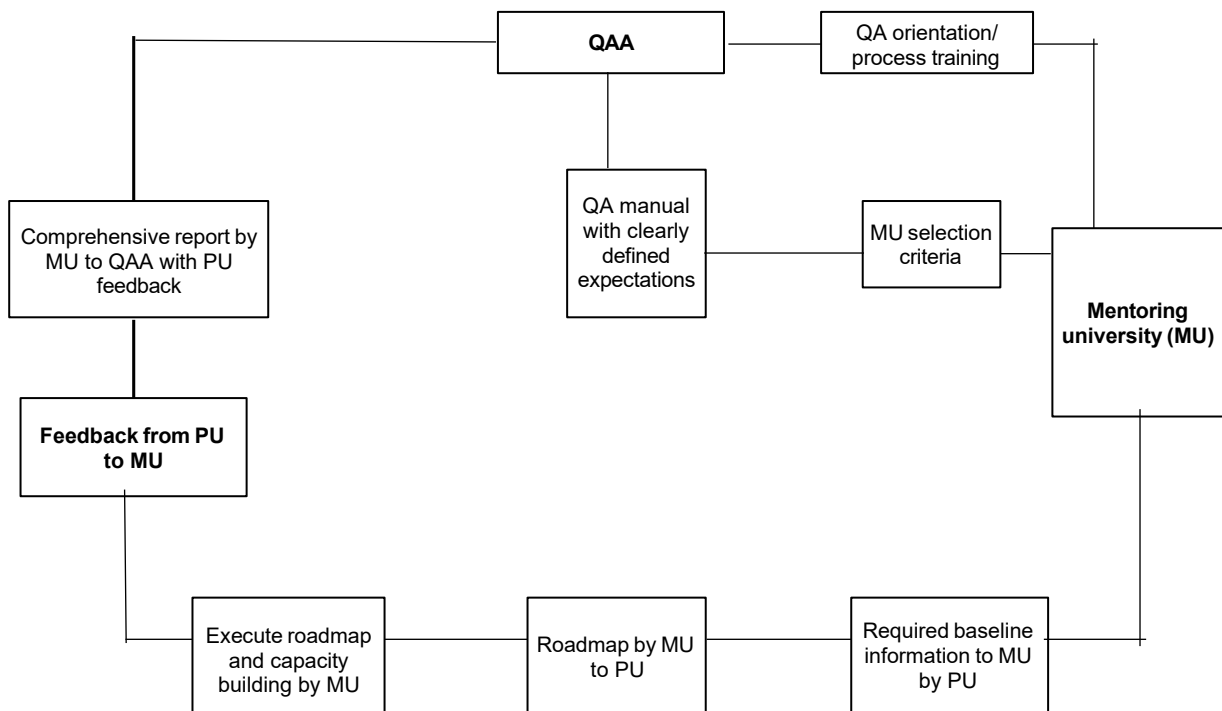 QAA
QA orientation/
process training
Comprehensive report by
MU to QAA with PU
feedback
QA manual
with clearly
defined
expectations
MU selection
criteria
Mentoring
university (MU)
Feedback from PU
to MU
Execute roadmap
and capacity
building by MU
Roadmap by MU
to PU
Required baseline
information to MU
by PU